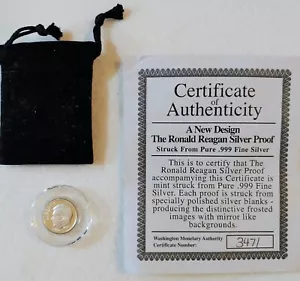 Certificate
of
Authenticity
A New Design
The Ronald Reagan Silver Proof
Struck From Pure .999 Fine Silver
This is to certify that The
Ronald Reagan Silver Proof
accompanying this Certificate is
mint struck from Pure .999 Fine
Silver. Each proof is struck from
specially polished silver blanks -
producing the distinctive frosted
images with mirror like
backgrounds.
Washington Monetary Authority
Certificate Number: 3471